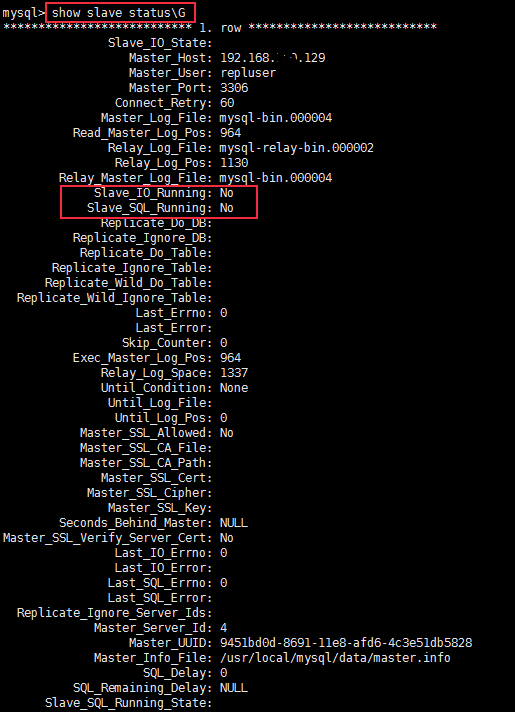 mysql> show slave status\G
*************************** 1. row ***************************
Slave_IO_State:
Master_Host: 192.168. .129
Master_User: repluser
Master_Port: 3306
Connect_Retry: 60
Master_Log_File: mysql-bin.000004
Read_Master_Log_Pos: 964
Relay_Log_File: mysql-relay-bin.000002
Relay_Log_Pos: 1130
Relay_Master_Log_File: mysql-bin.000004
Slave_IO_Running: No
Slave_SQL_Running: No
Replicate_Do_DB:
Replicate_Ignore_DB:
Replicate_Do_Table:
Replicate_Ignore_Table:
Replicate_Wild_Do_Table:
Replicate_Wild_Ignore_Table:
Last_Errno: 0
Last_Error:
Skip_Counter: 0
Exec_Master_Log_Pos: 964
Relay_Log_Space: 1337
Until_Condition: None
Until_Log_File:
Until_Log_Pos: 0
Master_SSL_Allowed: No
Master_SSL_CA_File:
Master_SSL_CA_Path:
Master_SSL_Cert:
Master_SSL_Cipher:
Master_SSL_Key:
Seconds_Behind_Master: NULL
Master_SSL_Verify_Server_Cert: No
Last_IO_Errno: 0
Last_IO_Error:
Last_SQL_Errno: 0
Last_SQL_Error:
Replicate_Ignore_Server_Ids:
Master_Server_Id: 4
Master_UUID: 9451bd0d-8691-11e8-afd6-4c3e51db5828
Master_Info_File: /usr/local/mysql/data/master.info
SQL_Delay: 0
SQL_Remaining_Delay: NULL
Slave_SQL_Running_State: